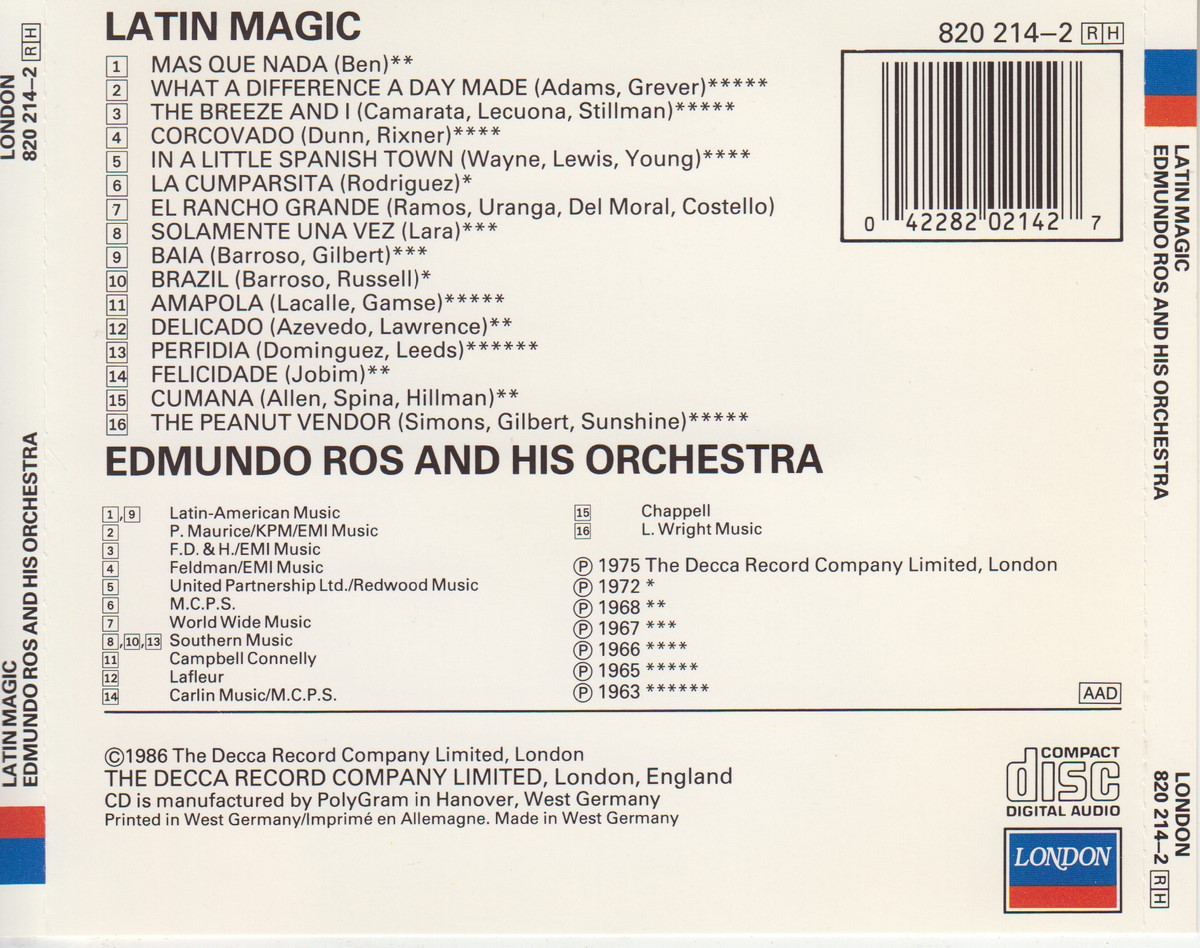 LATIN MAGIC
820 214–2 RH
1 MAS QUE NADA (Ben)**
2 WHAT A DIFFERENCE A DAY MADE (Adams, Grever)*****
3 THE BREEZE AND I (Camarata, Lecuona, Stillman)*****
4 CORCOVADO (Dunn, Rixner)****
5 IN A LITTLE SPANISH TOWN (Wayne, Lewis, Young)****
6 LA CUMPARSITA (Rodriguez)*
7 EL RANCHO GRANDE (Ramos, Uranga, Del Moral, Costello)
8 SOLAMENTE UNA VEZ (Lara)***
9 BAIA (Barroso, Gilbert)***
10 BRAZIL (Barroso, Russell)*
11 AMAPOLA (Lacalle, Gamse)*****
12 DELICADO (Azevedo, Lawrence)**
13 PERFIDIA (Dominguez, Leeds)******
14 FELICIDADE (Jobim)**
15 CUMANA (Allen, Spina, Hillman)**
16 THE PEANUT VENDOR (Simons, Gilbert, Sunshine)*****
0 42282 02142 7
EDMUNDO ROS AND HIS ORCHESTRA
1,9 Latin-American Music
2 P. Maurice/KPM/EMI Music
3 F.D. & H./EMI Music
4 Feldman/EMI Music
5 United Partnership Ltd./Redwood Music
6 M.C.P.S.
7 World Wide Music
8,10,13 Southern Music
11 Campbell Connelly
12 Lafleur
14 Carlin Music/M.C.P.S.
15 Chappell
16 L. Wright Music
℗ 1975 The Decca Record Company Limited, London
℗ 1972 *
℗ 1968 **
℗ 1967 ***
℗ 1966 ****
℗ 1965 *****
℗ 1963 ******
AAD
©1986 The Decca Record Company Limited, London
THE DECCA RECORD COMPANY LIMITED, London, England
CD is manufactured by PolyGram in Hanover, West Germany
Printed in West Germany/Imprimé en Allemagne. Made in West Germany
COMPACT
disc
DIGITAL AUDIO
LONDON
LONDON
820 214–2 RH
LATIN MAGIC
EDMUNDO ROS AND HIS ORCHESTRA
LATIN MAGIC
EDMUNDO ROS AND HIS ORCHESTRA
LONDON
820 214–2 RH